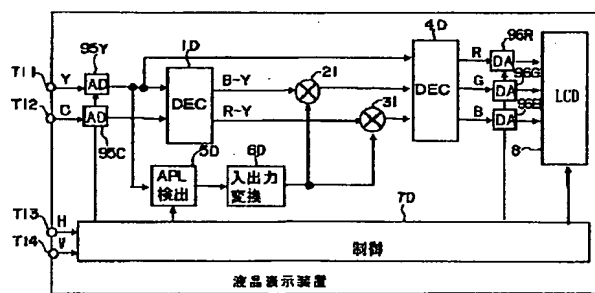 95Y
1D
4D
96R
T11
Y
AD
B-Y
21
R
DA
96G
T12
C
AD
DEC
R-Y
31
DEC
G
DA
96B
LCD
95C
B
DA
5D
6D
8
APL
検出
入出力
変換
7D
T13
H
T14
V
制御
液晶表示装置